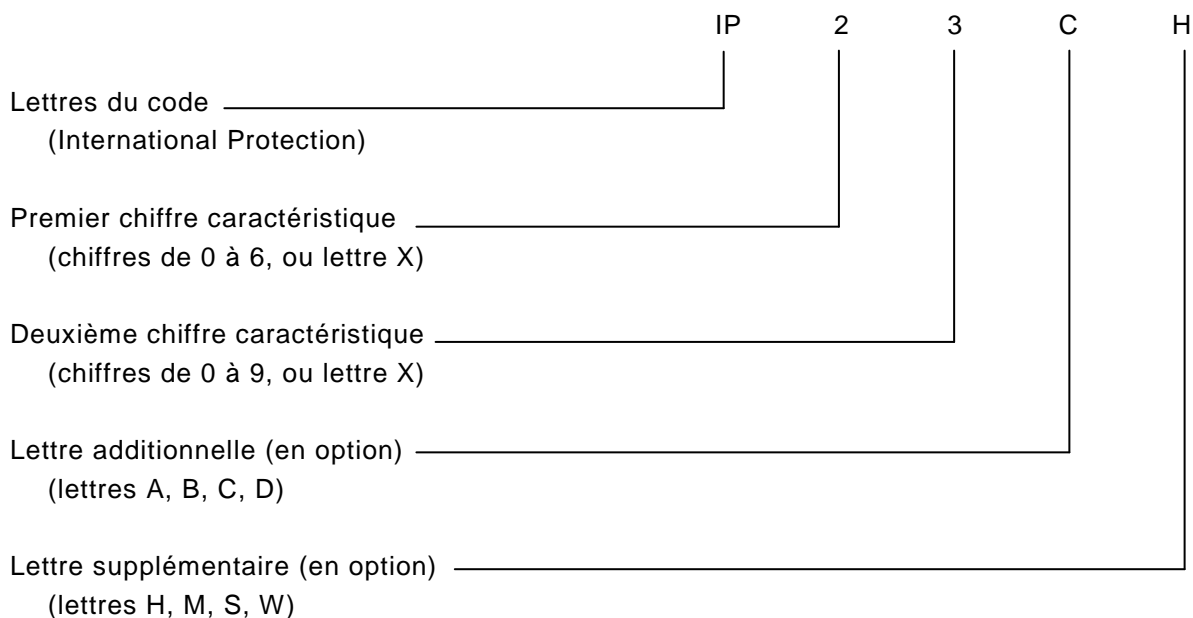 IP 2 3 C H
Lettres du code
(International Protection)
Premier chiffre caractéristique
(chiffres de 0 à 6, ou lettre X)
Deuxième chiffre caractéristique
(chiffres de 0 à 9, ou lettre X)
Lettre additionnelle (en option)
(lettres A, B, C, D)
Lettre supplémentaire (en option)
(lettres H, M, S, W)